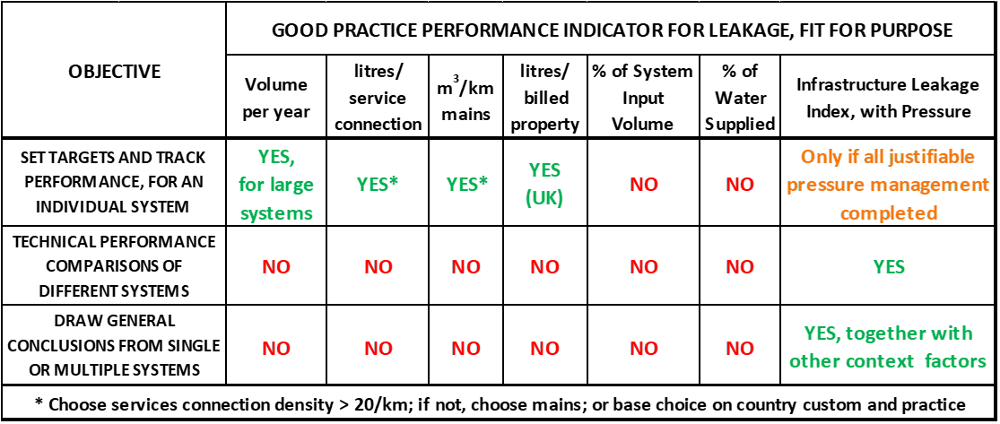 GOOD PRACTICE PERFORMANCE INDICATOR FOR LEAKAGE, FIT FOR PURPOSE
OBJECTIVE
Volume
per year
litres/
service
connection
m³/km
mains
litres/
billed
property
% of System
Input
Volume
% of
Water
Supplied
Infrastructure Leakage
Index, with Pressure
SET TARGETS AND TRACK
PERFORMANCE, FOR AN
INDIVIDUAL SYSTEM
YES,
for large
systems
YES*
YES*
YES
(UK)
NO
NO
Only if all justifiable
pressure management
completed
TECHNICAL PERFORMANCE
COMPARISONS OF
DIFFERENT SYSTEMS
NO
NO
NO
NO
NO
NO
YES
DRAW GENERAL
CONCLUSIONS FROM SINGLE
OR MULTIPLE SYSTEMS
NO
NO
NO
NO
NO
NO
YES, together with
other context factors
* Choose services connection density > 20/km; if not, choose mains; or base choice on country custom and practice